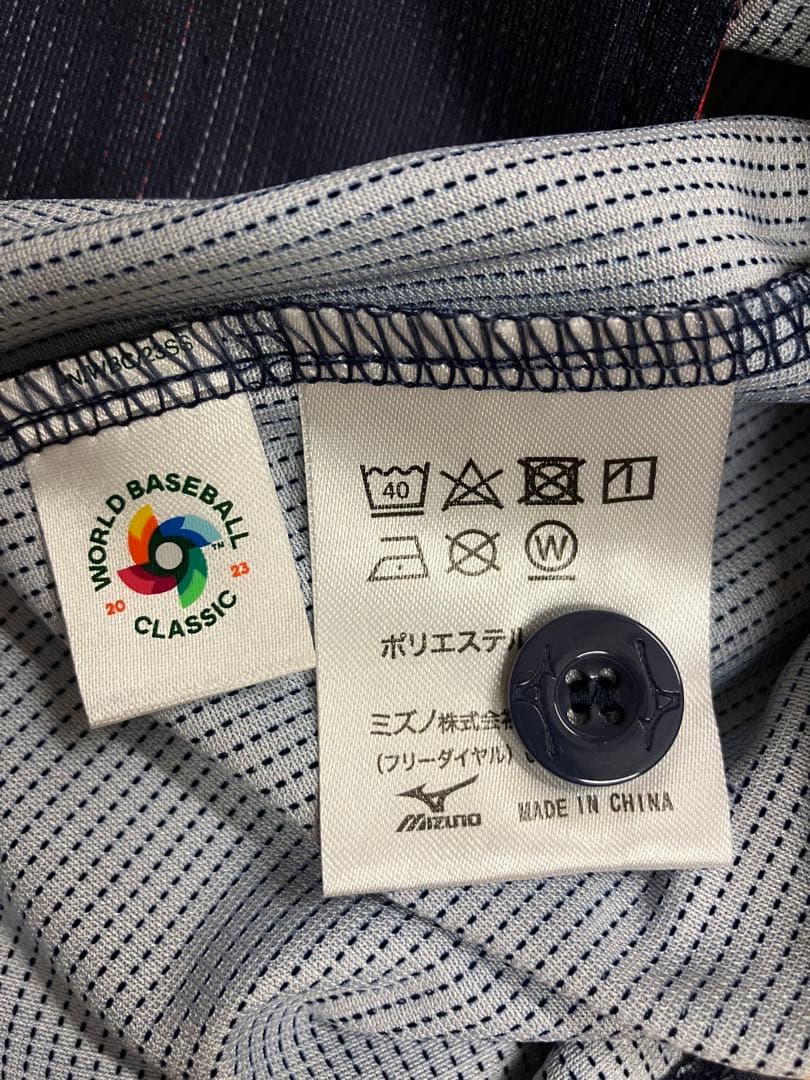 WORLD BASEBALL
™
20 23
CLASSIC
40
W
ポリエステル
ミズノ株式会
(フリーダイヤル)
MIZUNO
MADE IN CHINA